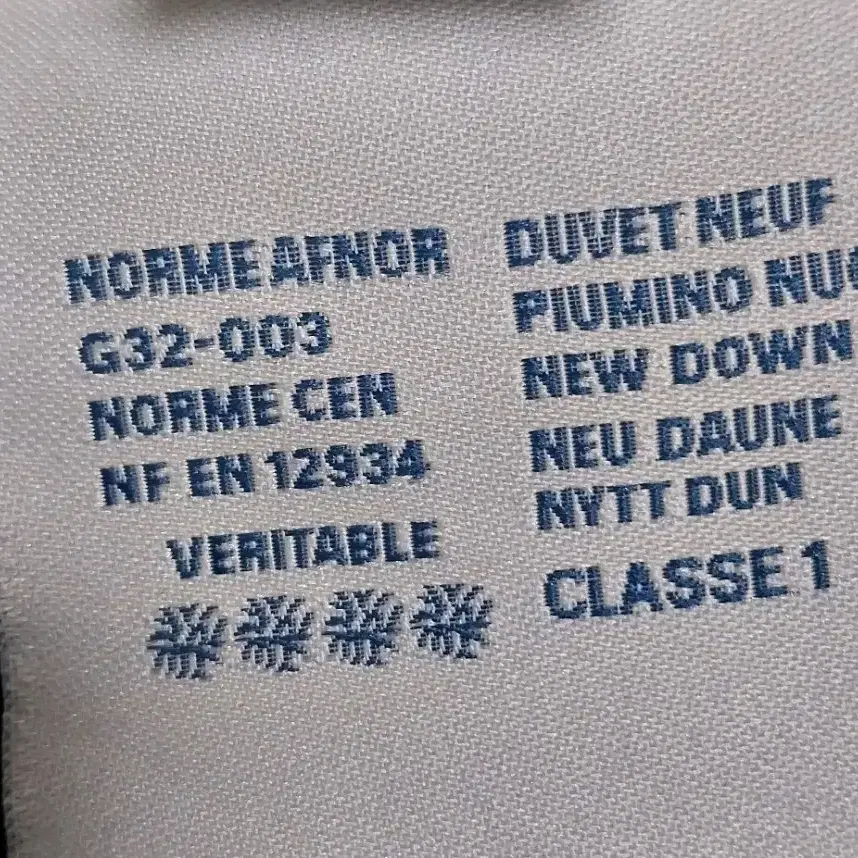 NORME AFNOR
G32-003
NORME CEN
NF EN 12934
VERITABLE
DUVET NEUF
PIUMINO
NEW DOWN
NEU DAUNE
NYTT DUN
CLASSE 1